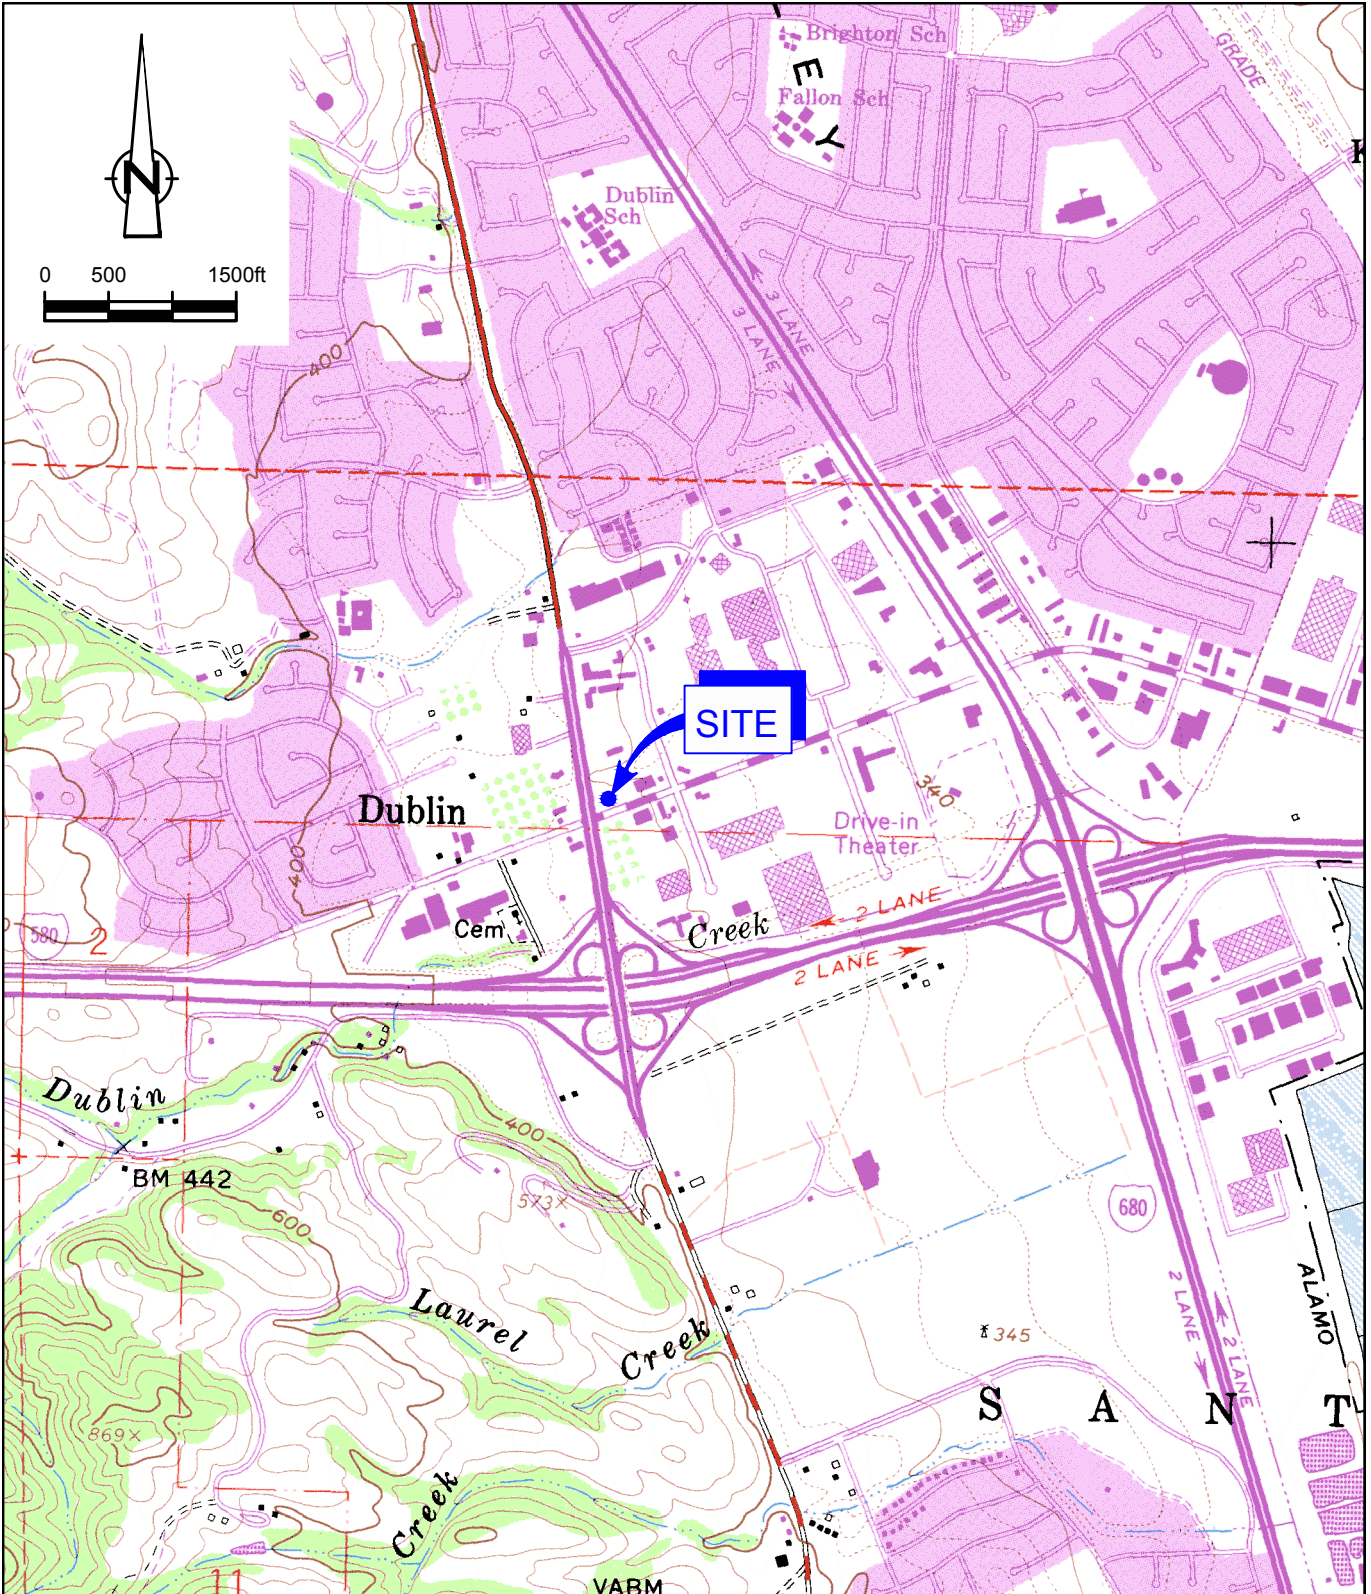 Brighton Sch
E
Fallon Sch
Y
GRADE
K
N
0 500 1500ft
Dublin
Sch
3 LANE
3 LANE
400
SITE
340
Dublin
Drive-in
Theater
400
2 LANE
Cem
Creek
580
2
2 LANE
Dublin
400
BM 442
573×
680
600
ALAMO
Laurel
2 LANE
2 LANE
Creek
345
S A N T
869×
Creek
11
VABM